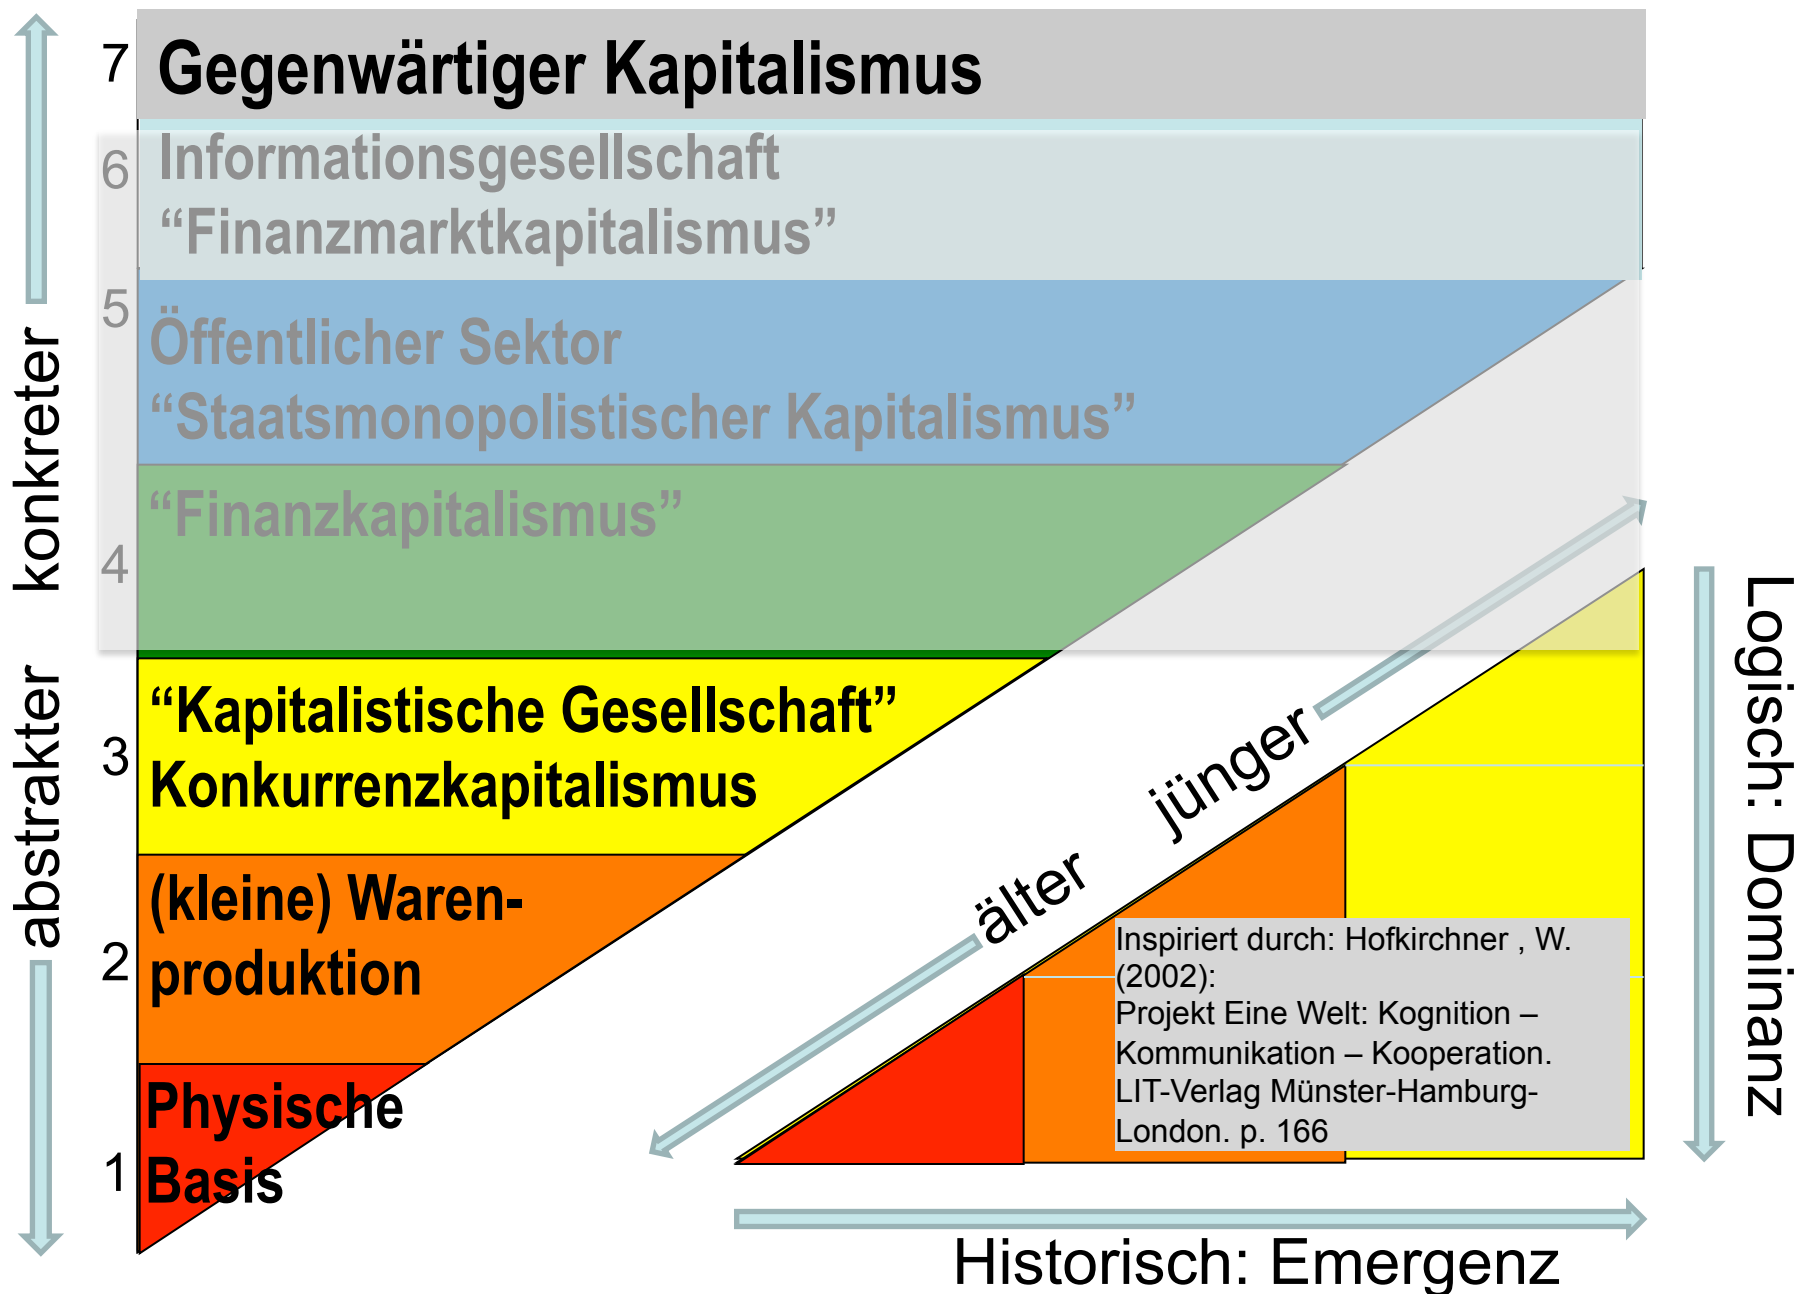 7 Gegenwärtiger Kapitalismus
6 Informationsgesellschaft
“Finanzmarktkapitalismus”
5
Öffentlicher Sektor
“Staatsmonopolistischer Kapitalismus”
“Finanzkapitalismus”
4
“Kapitalistische Gesellschaft”
3
Konkurrenzkapitalismus
(kleine) Waren-
2 produktion
Physische
1 Basis
konkreter
abstrakter
jünger
älter
Inspiriert durch: Hofkirchner , W.
(2002):
Projekt Eine Welt: Kognition –
Kommunikation – Kooperation.
LIT-Verlag Münster-Hamburg-
London. p. 166
Logisch: Dominanz
Historisch: Emergenz